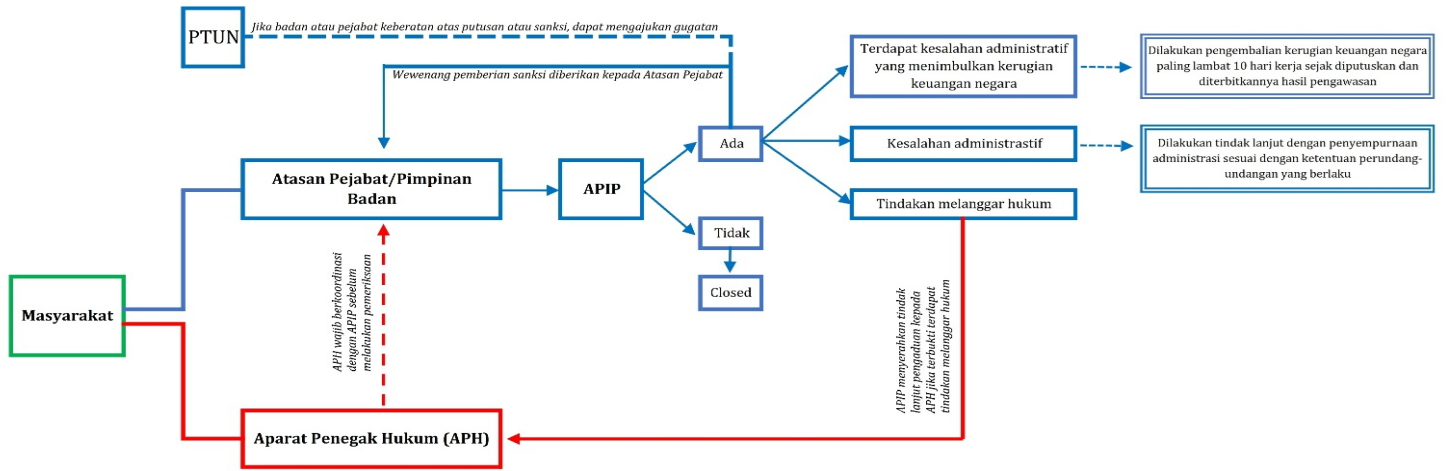 PTUN
Jika badan atau pejabat keberatan atas putusan atau sanksi, dapat mengajukan gugatan
Wewenang pemberian sanksi diberikan kepada Atasan Pejabat
Terdapat kesalahan administratif
yang menimbulkan kerugian
keuangan negara
Dilakukan pengembalian kerugian keuangan negara
paling lambat 10 hari kerja sejak diputuskan dan
diterbitkannya hasil pengawasan
Ada
Kesalahan administrastif
Dilakukan tindak lanjut dengan penyempurnaan
administrasi sesuai dengan ketentuan perundang-
undangan yang berlaku
Atasan Pejabat/Pimpinan
Badan
APIP
Tindakan melanggar hukum
Tidak
Closed
Masyarakat
APH wajib berkoordinasi
dengan APIP sebelum
melakukan pemeriksaan
APIP menyerahkan tindak
lanjut pengaduan kepada
APH jika terbukti terdapat
tindakan melanggar hukum
Aparat Penegak Hukum (APH)